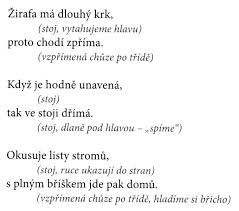 Žirafa má dlouhý krk,
(stoj, vytahujeme hlavu)
proto chodí zpříma.
(vzpřímená chůze po třídě)
Když je hodně unavená,
(stoj)
tak ve stoji dřímá.
(stoj, dlaně pod hlavou – „spíme“)
Okusuje listy stromů,
(stoj, ruce ukazují do stran)
s plným bříškem jde pak domů.
(vzpřímená chůze po třídě, hladíme si břicho)